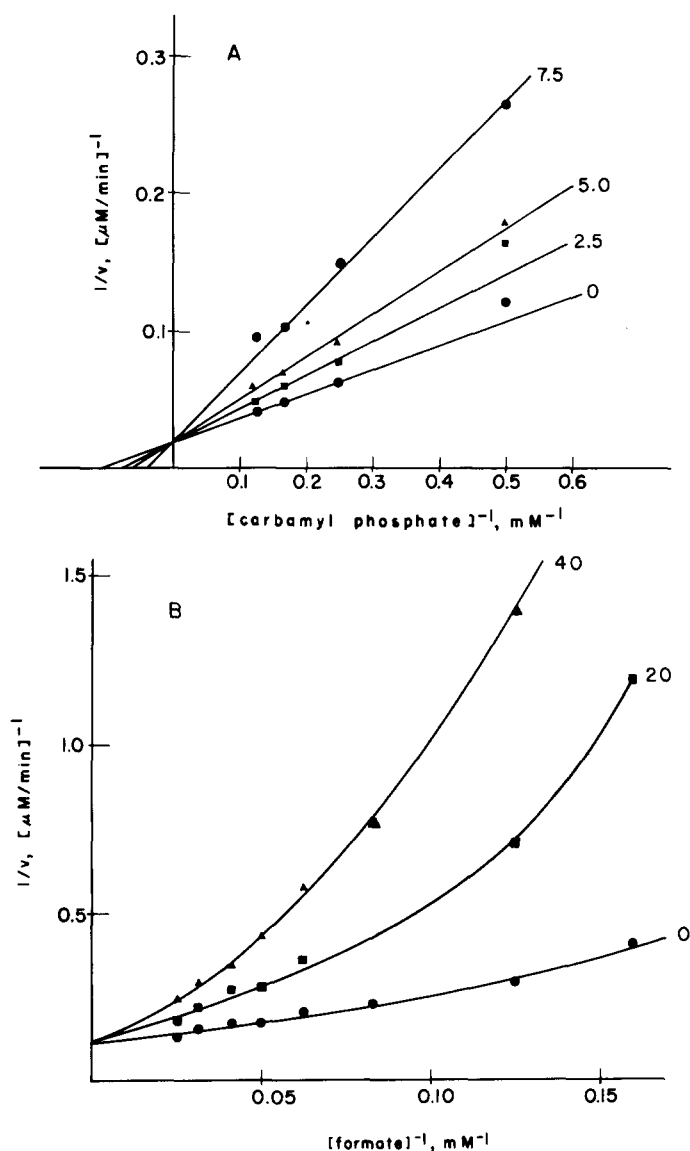 A
0.3
0.2
0.1
1/v, [μM/min]⁻¹
7.5
5.0
2.5
0
0.1 0.2 0.3 0.4 0.5 0.6
[carbamyl phosphate]⁻¹, mM⁻¹
B
1.5
1.0
0.5
1/v, [μM/min]⁻¹
40
20
0
0.05 0.10 0.15
[formate]⁻¹, mM⁻¹